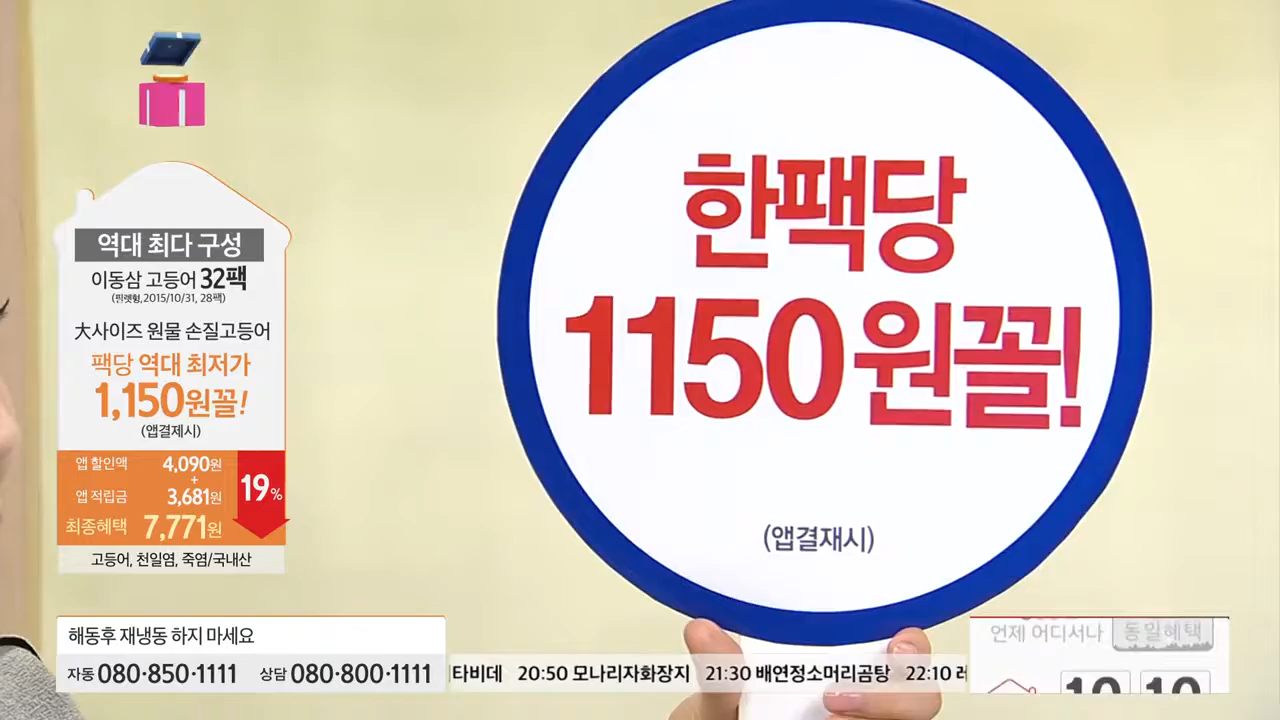 한팩당
1150원꼴!
(앱결재시)
역대 최다 구성
이동삼 고등어 32팩
(핀렛형,2015/10/31, 28팩)
大사이즈 원물 손질고등어
팩당 역대 최저가
1,150원꼴!
(앱결제시)
앱 할인액 4,090원
+
앱 적립금 3,681원
19%
최종혜택 7,771원
고등어, 천일염, 죽염/국내산
해동후 재냉동 하지 마세요
자동 080·850·1111 상담 080·800·1111
타비데 20:50 모나리자화장지 21:30 배연정소머리곰탕 22:10
언제 어디서나 동일혜택